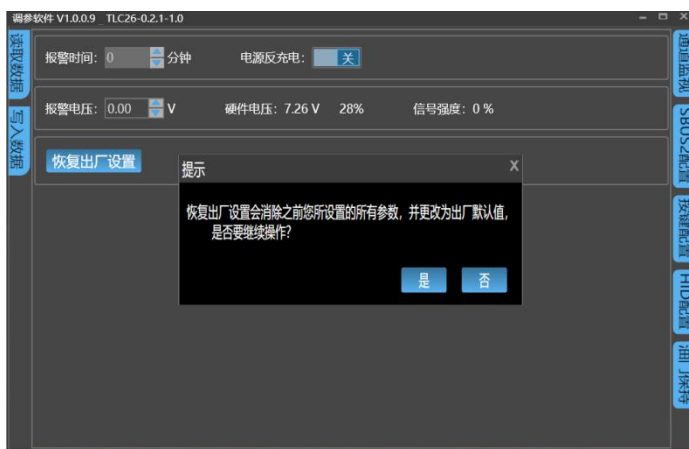 调参软件 V1.0.0.9 _ TLC26-0.2.1-1.0
读取数据
写入数据
报警时间: 0 分钟 电源反充电: 关
报警电压: 0.00 V 硬件电压: 7.26 V 28% 信号强度: 0 %
恢复出厂设置
提示 X
恢复出厂设置会消除之前您所设置的所有参数，并更改为出厂默认值，
是否要继续操作?
是 否
通道监视
SBUS2配置
按键配置
HID配置
油门保持